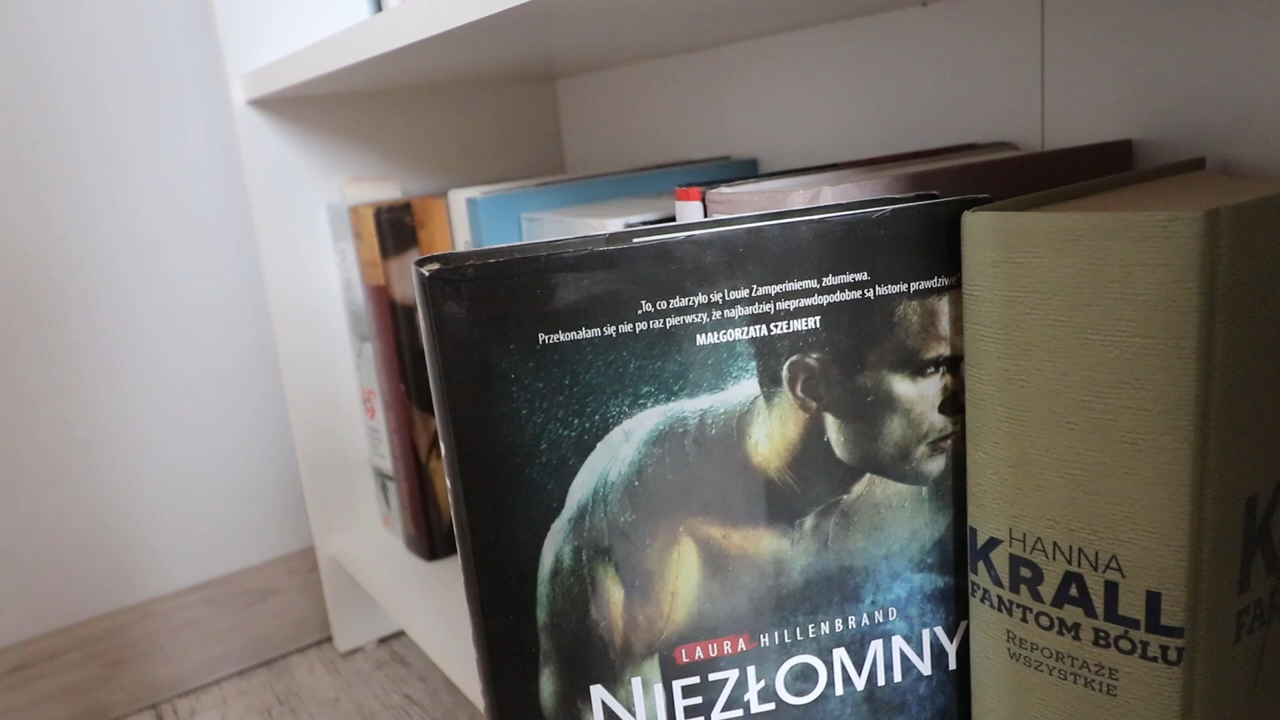 „To, co zdarzyło się Louie Zamperiniemu, zdumiewa.
Przekonałam się nie po raz pierwszy, że najbardziej nieprawdopodobne są historie prawdziwe”
MAŁGORZATA SZEJNERT
LAURA HILLENBRAND
NIEZŁOMNY
HANNA
KRALL
FANTOM BÓLU
REPORTAŻE
WSZYSTKIE